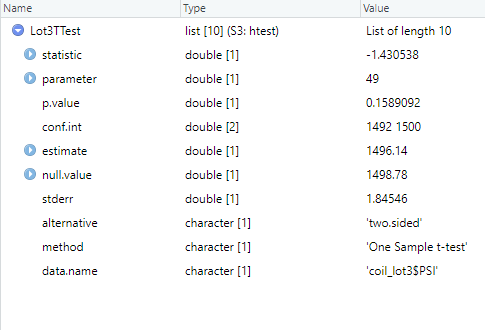 Name Type Value
Lot3TTest list [10] (S3: htest) List of length 10
statistic double [1] -1.430538
parameter double [1] 49
p.value double [1] 0.1589092
conf.int double [2] 1492 1500
estimate double [1] 1496.14
null.value double [1] 1498.78
stderr double [1] 1.84546
alternative character [1] 'two.sided'
method character [1] 'One Sample t-test'
data.name character [1] 'coil_lot3$PSI'